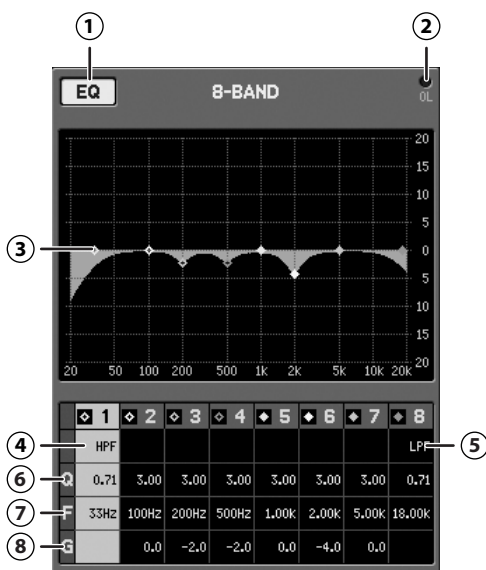 ① ②
EQ 8-BAND OL
20
15
10
5
③ 0
5
10
15
20 50 100 200 500 1k 2k 5k 10k 20k 20
1 2 3 4 5 6 7 8
④ HPF LPF ⑤
⑥ Q 0.71 3.00 3.00 3.00 3.00 3.00 3.00 0.71
⑦ F 33Hz 100Hz 200Hz 500Hz 1.00k 2.00k 5.00k 18.00k
⑧ G 0.0 -2.0 -2.0 0.0 -4.0 0.0